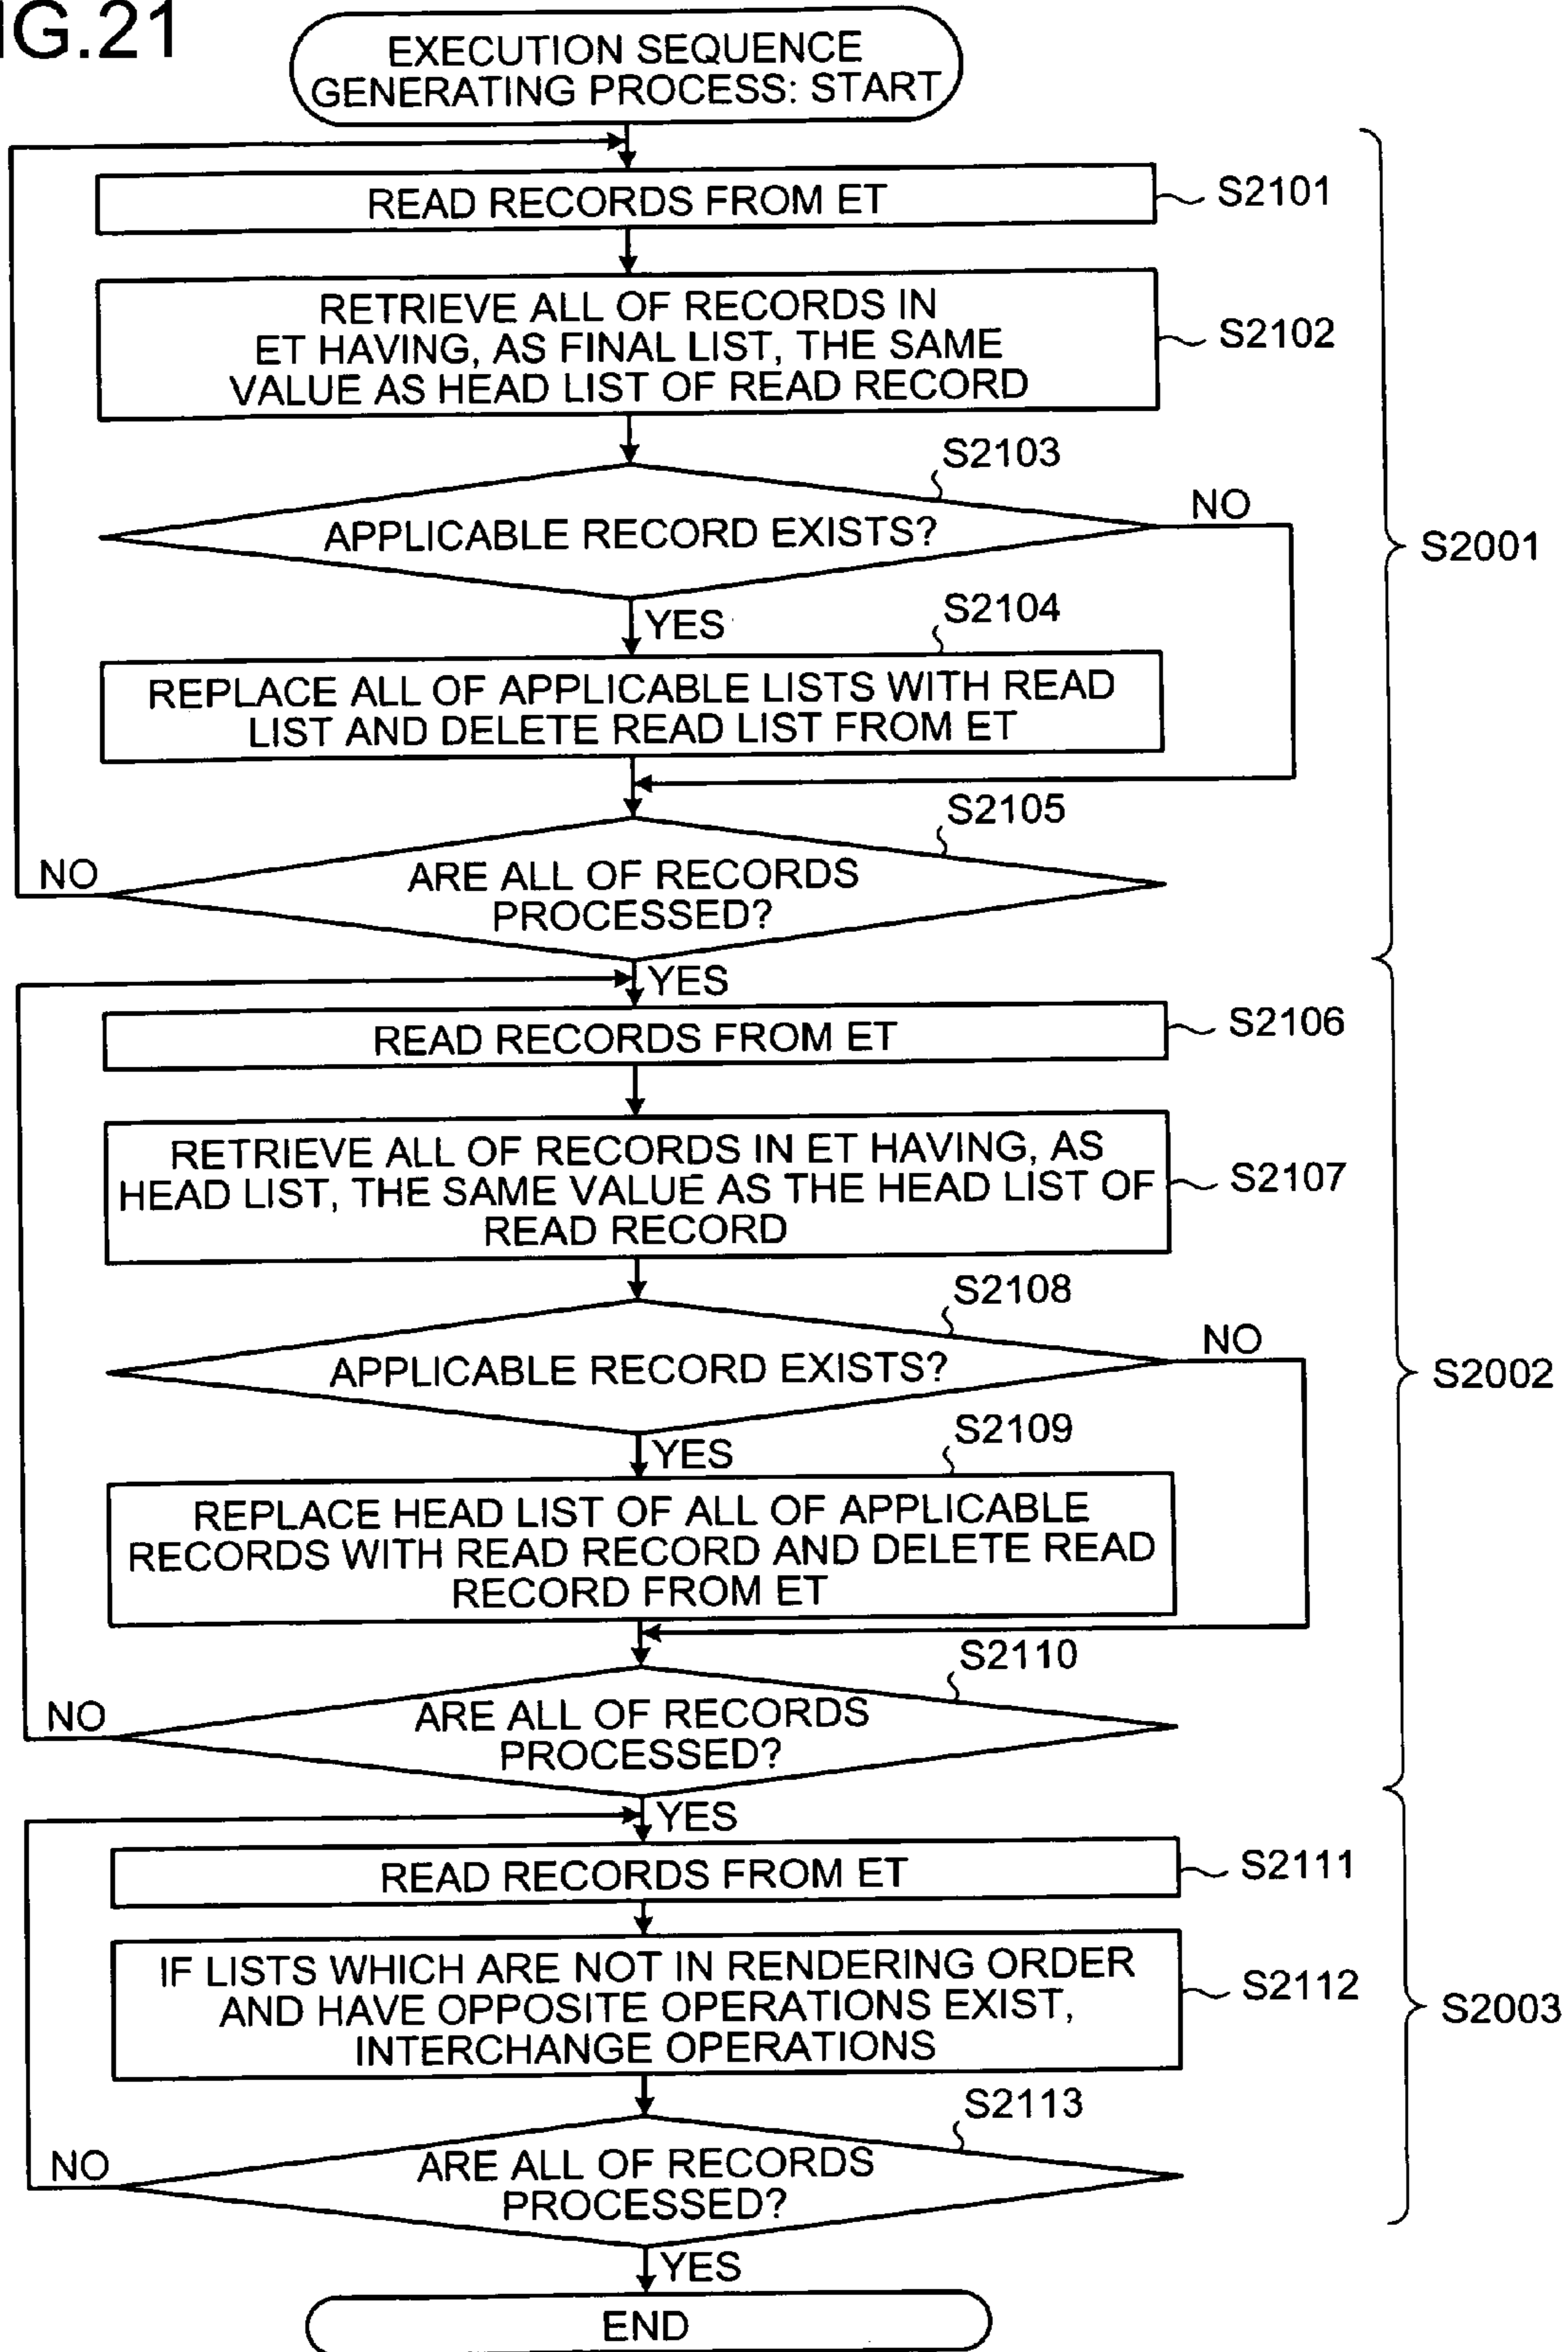 IG.21
EXECUTION SEQUENCE
GENERATING PROCESS: START
READ RECORDS FROM ET
S2101
RETRIEVE ALL OF RECORDS IN
ET HAVING, AS FINAL LIST, THE SAME
VALUE AS HEAD LIST OF READ RECORD
S2102
S2103
APPLICABLE RECORD EXISTS?
NO
S2001
YES
S2104
REPLACE ALL OF APPLICABLE LISTS WITH READ
LIST AND DELETE READ LIST FROM ET
S2105
ARE ALL OF RECORDS
PROCESSED?
NO
YES
READ RECORDS FROM ET
S2106
RETRIEVE ALL OF RECORDS IN ET HAVING, AS
HEAD LIST, THE SAME VALUE AS THE HEAD LIST OF
READ RECORD
S2107
S2108
APPLICABLE RECORD EXISTS?
NO
S2002
YES
S2109
REPLACE HEAD LIST OF ALL OF APPLICABLE
RECORDS WITH READ RECORD AND DELETE READ
RECORD FROM ET
S2110
ARE ALL OF RECORDS
PROCESSED?
NO
YES
READ RECORDS FROM ET
S2111
IF LISTS WHICH ARE NOT IN RENDERING ORDER
AND HAVE OPPOSITE OPERATIONS EXIST,
INTERCHANGE OPERATIONS
S2112
S2003
S2113
ARE ALL OF RECORDS
PROCESSED?
NO
YES
END